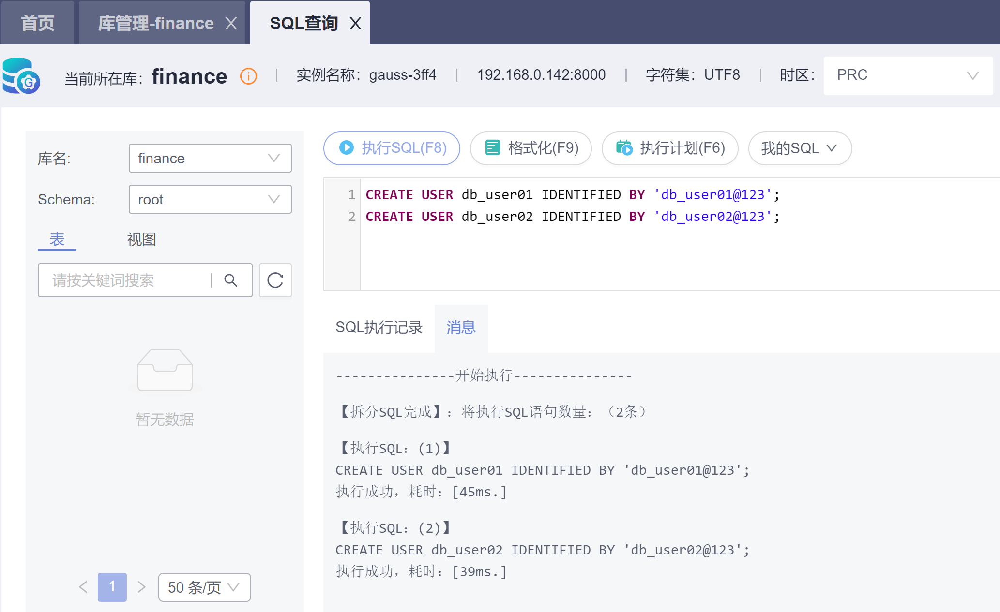 首页
库管理-finance X
SQL查询 X
G 当前所在库: finance 实例名称: gauss-3ff4 | 192.168.0.142:8000 | 字符集: UTF8 | 时区: PRC
库名: finance
Schema: root
表 视图
请按关键词搜索
暂无数据
< 1 > 50 条/页
执行SQL(F8) 格式化(F9) 执行计划(F6) 我的SQL
1 CREATE USER db_user01 IDENTIFIED BY 'db_user01@123';
2 CREATE USER db_user02 IDENTIFIED BY 'db_user02@123';
SQL执行记录 消息
---------------开始执行---------------
【拆分SQL完成】: 将执行SQL语句数量: (2条)
【执行SQL: (1)】
CREATE USER db_user01 IDENTIFIED BY 'db_user01@123';
执行成功, 耗时: [45ms.]
【执行SQL: (2)】
CREATE USER db_user02 IDENTIFIED BY 'db_user02@123';
执行成功, 耗时: [39ms.]